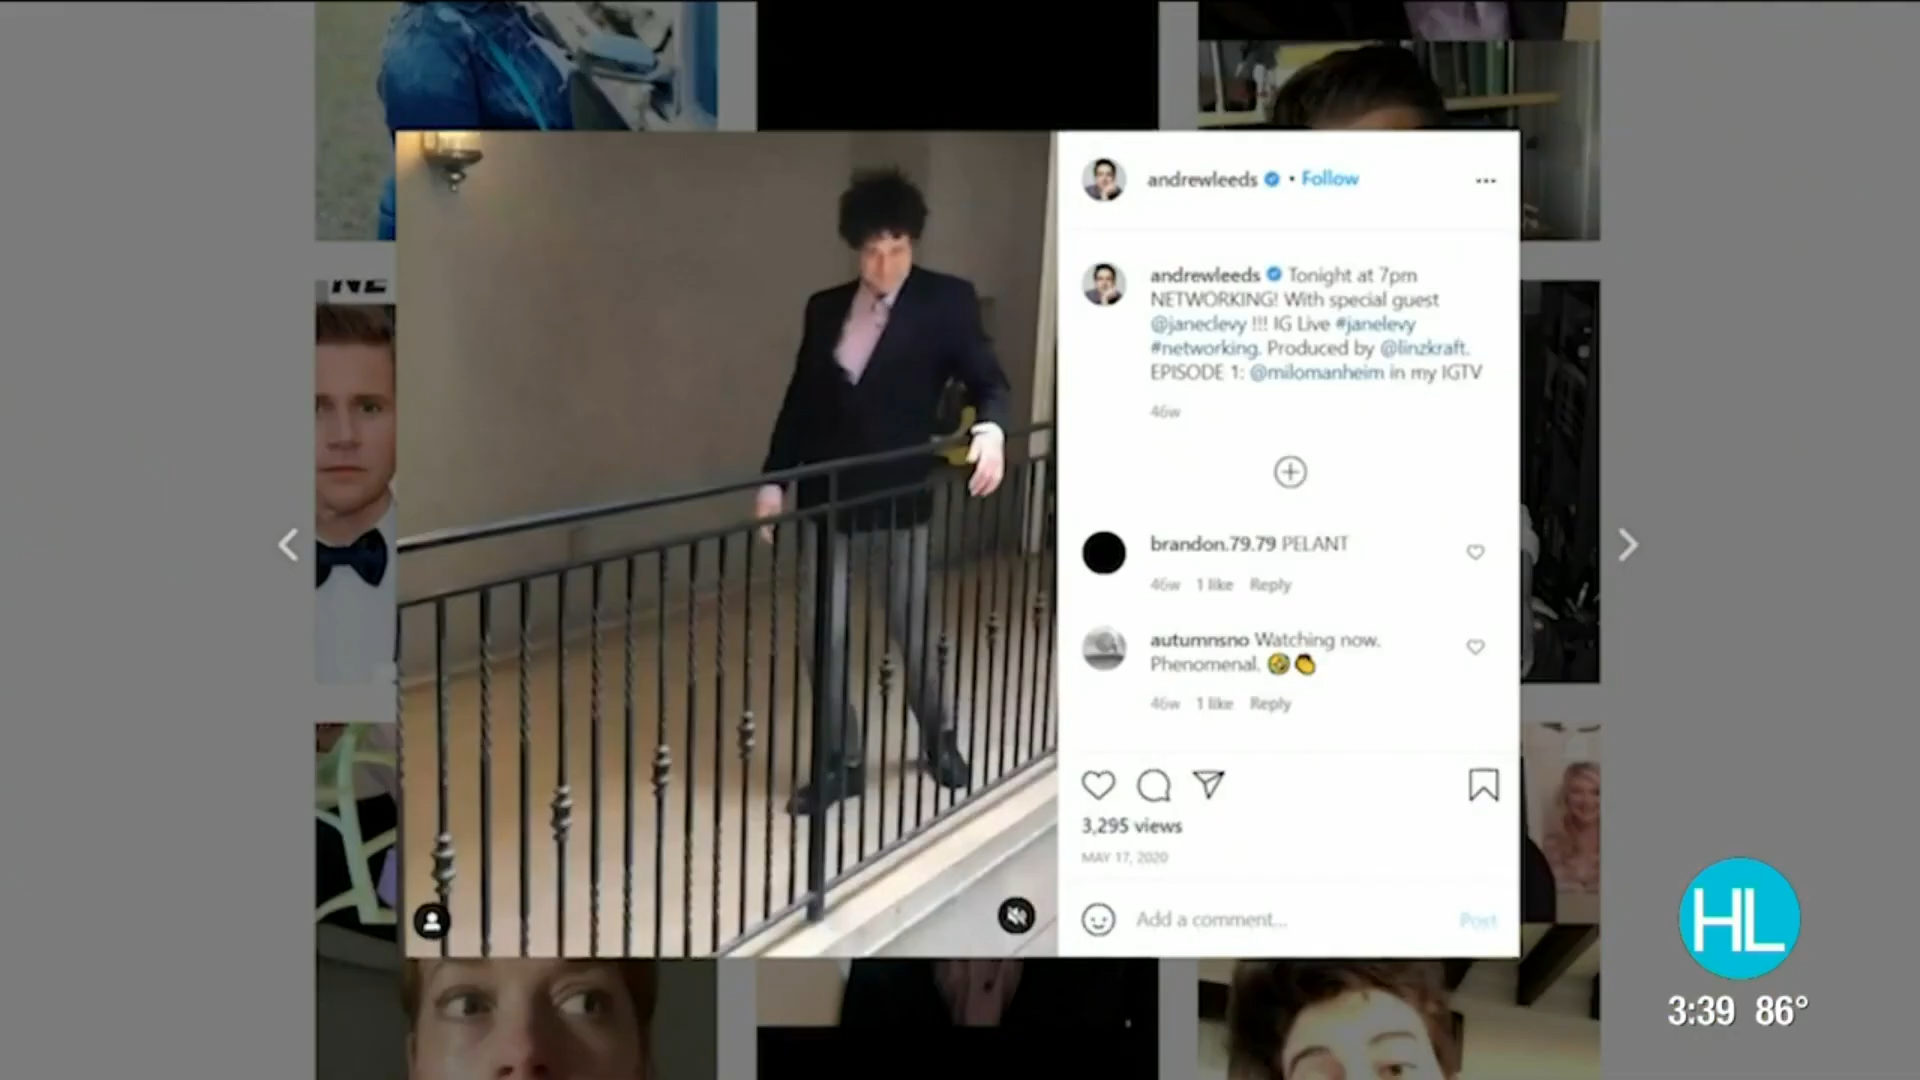 NE
andrewleeds • Follow
andrewleeds Tonight at 7pm
NETWORKING! With special guest
@janeclevy !!! IG Live #janelevy
#networking. Produced by @linzkraft.
EPISODE 1: @milomanheim in my IGTV
46w
brandon.79.79 PELANT
46w 1 like Reply
autumnsno Watching now.
Phenomenal. 🤣👏
46w 1 like Reply
3,295 views
MAY 17, 2020
Add a comment... Post
HL
3:39 86°